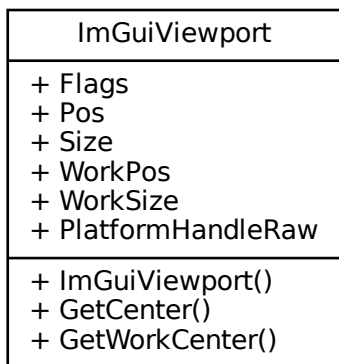 ImGuiViewport
+ Flags
+ Pos
+ Size
+ WorkPos
+ WorkSize
+ PlatformHandleRaw
+ ImGuiViewport()
+ GetCenter()
+ GetWorkCenter()